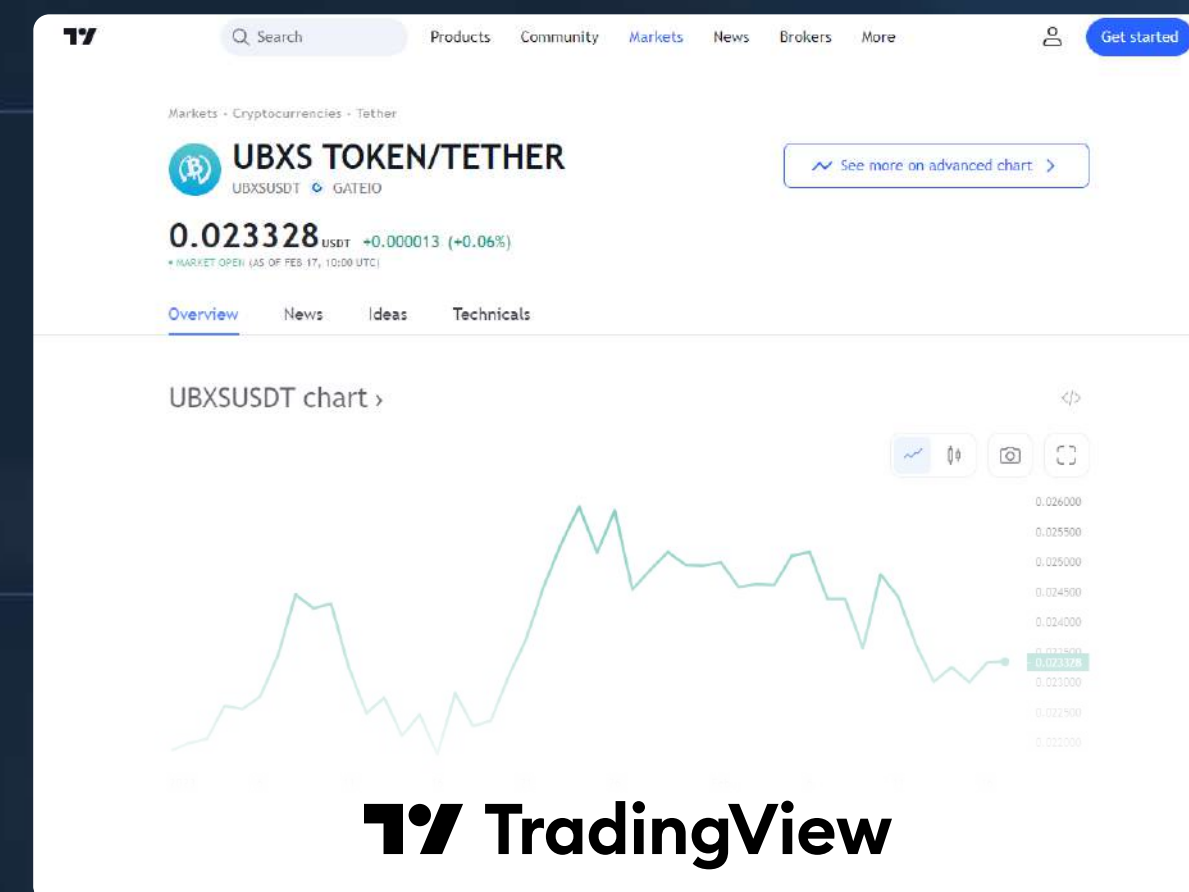 Search Products Community Markets News Brokers More Get started
Markets • Cryptocurrencies • Tether
UBXS TOKEN/TETHER
See more on advanced chart
UBXSUSDT GATEIO
0.023328 USDT +0.000013 (+0.06%)
• MARKET OPEN (AS OF FEB 17, 10:00 UTC)
Overview News Ideas Technicals
UBXSUSDT chart ›
</>
0.026000
0.025500
0.025000
0.024500
0.024000
0.023328
0.023000
0.022500
0.022000
TradingView